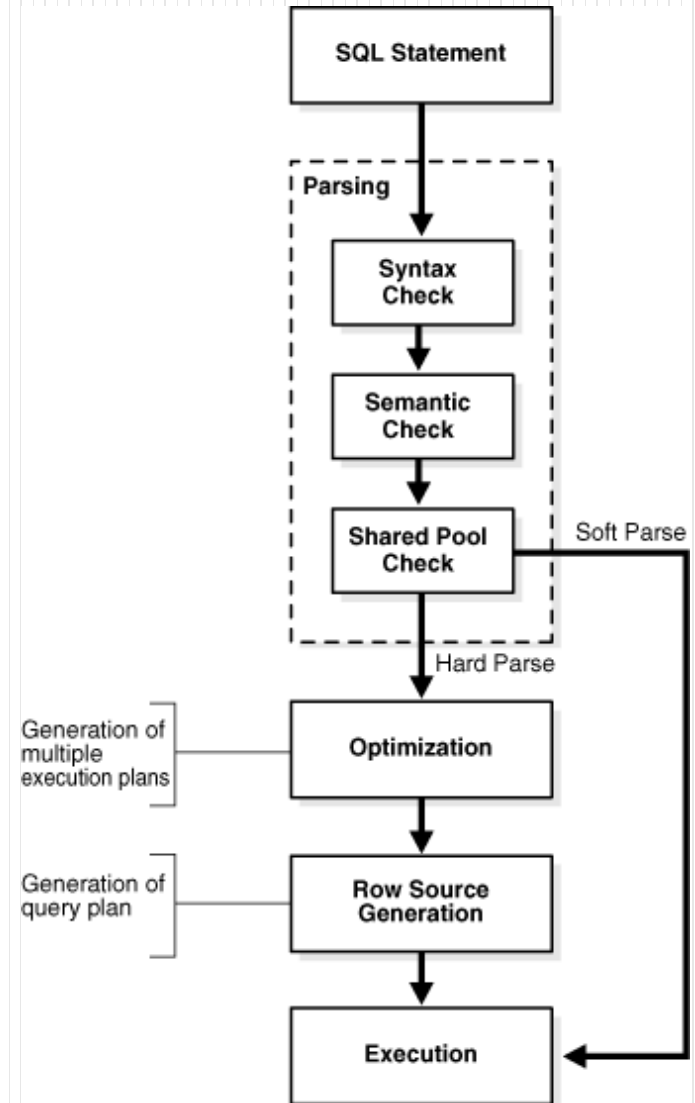 SQL Statement
Parsing
Syntax
Check
Semantic
Check
Shared Pool
Check
Soft Parse
Hard Parse
Generation of
multiple
execution plans
Optimization
Generation of
query plan
Row Source
Generation
Execution